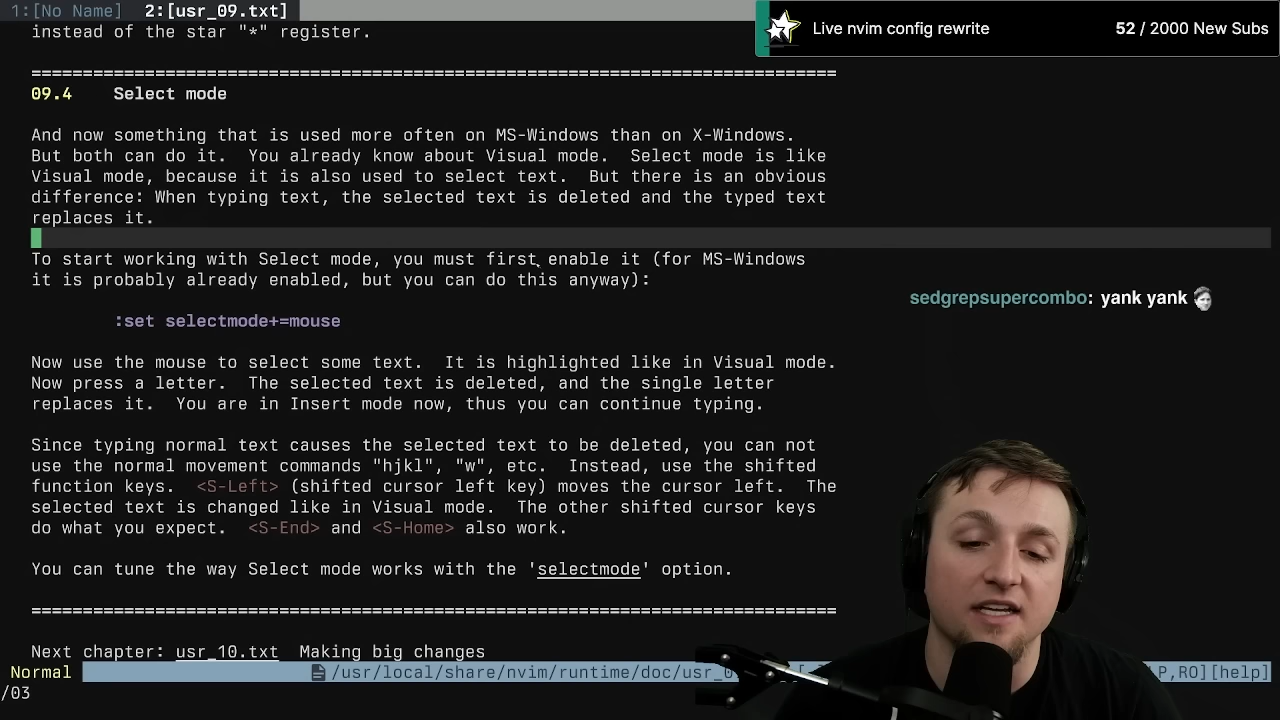 1:[No Name]  2:[usr_09.txt]
Live nvim config rewrite 52 / 2000 New Subs
instead of the star "*" register.
==============================================================================
09.4    Select mode
And now something that is used more often on MS-Windows than on X-Windows.
But both can do it.  You already know about Visual mode.  Select mode is like
Visual mode, because it is also used to select text.  But there is an obvious
difference: When typing text, the selected text is deleted and the typed text
replaces it.
To start working with Select mode, you must first enable it (for MS-Windows
it is probably already enabled, but you can do this anyway):
sedgrepsupercombo: yank yank
:set selectmode+=mouse
Now use the mouse to select some text.  It is highlighted like in Visual mode.
Now press a letter.  The selected text is deleted, and the single letter
replaces it.  You are in Insert mode now, thus you can continue typing.
Since typing normal text causes the selected text to be deleted, you can not
use the normal movement commands "hjkl", "w", etc.  Instead, use the shifted
function keys.  <S-Left> (shifted cursor left key) moves the cursor left.  The
selected text is changed like in Visual mode.  The other shifted cursor keys
do what you expect.  <S-End> and <S-Home> also work.
You can tune the way Select mode works with the 'selectmode' option.
==============================================================================
Next chapter: usr_10.txt  Making big changes
Normal /usr/local/share/nvim/runtime/doc/usr_0 P,RO][help]
/03